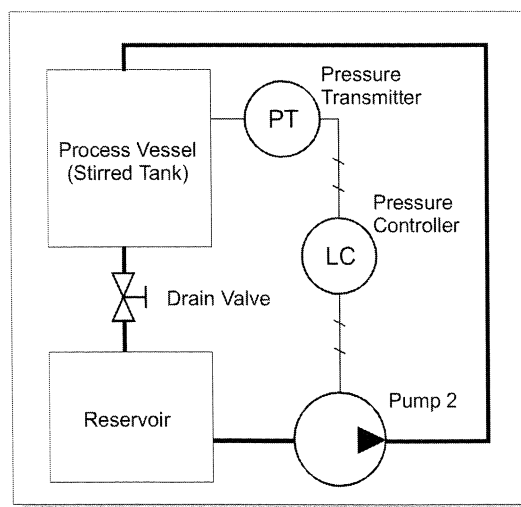 Pressure
Transmitter
PT
Process Vessel
(Stirred Tank)
Pressure
Controller
LC
Drain Valve
Reservoir
Pump 2